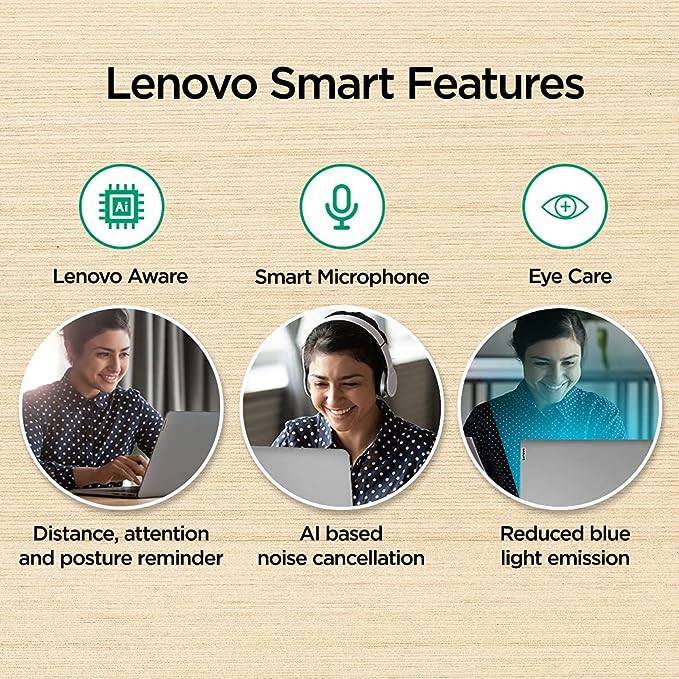 Lenovo Smart Features
Ai
Lenovo Aware
Smart Microphone
Eye Care
Lenovo
Distance, attention
and posture reminder
AI based
noise cancellation
Reduced blue
light emission